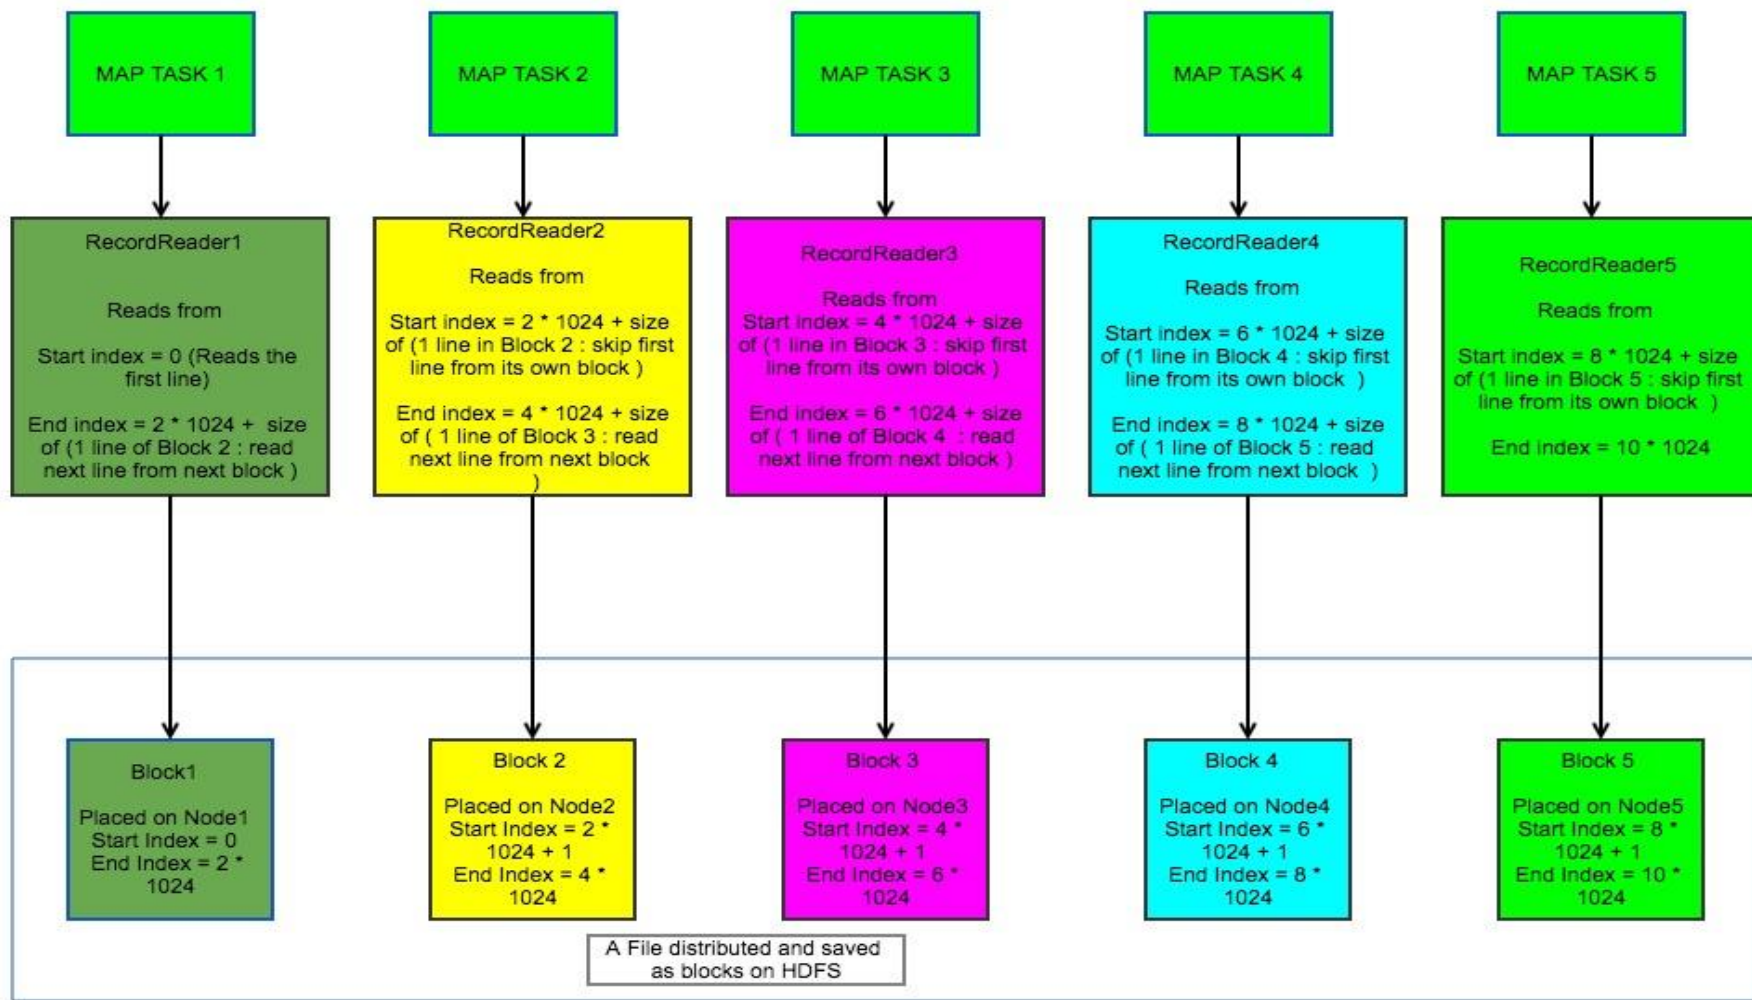 MAP TASK 1
MAP TASK 2
MAP TASK 3
MAP TASK 4
MAP TASK 5
RecordReader1
Reads from
Start index = 0 (Reads the
first line)
End index = 2 * 1024 + size
of (1 line of Block 2 : read
next line from next block )
RecordReader2
Reads from
Start index = 2 * 1024 + size
of (1 line in Block 2 : skip first
line from its own block )
End index = 4 * 1024 + size
of ( 1 line of Block 3 : read
next line from next block
)
RecordReader3
Reads from
Start index = 4 * 1024 + size
of (1 line in Block 3 : skip first
line from its own block )
End index = 6 * 1024 + size
of ( 1 line of Block 4 : read
next line from next block )
RecordReader4
Reads from
Start index = 6 * 1024 + size
of (1 line in Block 4 : skip first
line from its own block )
End index = 8 * 1024 + size
of ( 1 line of Block 5 : read
next line from next block )
RecordReader5
Reads from
Start index = 8 * 1024 + size
of (1 line in Block 5 : skip first
line from its own block )
End index = 10 * 1024
Block1
Placed on Node1
Start Index = 0
End Index = 2 *
1024
Block 2
Placed on Node2
Start Index = 2 *
1024 + 1
End Index = 4 *
1024
Block 3
Placed on Node3
Start Index = 4 *
1024 + 1
End Index = 6 *
1024
Block 4
Placed on Node4
Start Index = 6 *
1024 + 1
End Index = 8 *
1024
Block 5
Placed on Node5
Start Index = 8 *
1024 + 1
End Index = 10 *
1024
A File distributed and saved
as blocks on HDFS